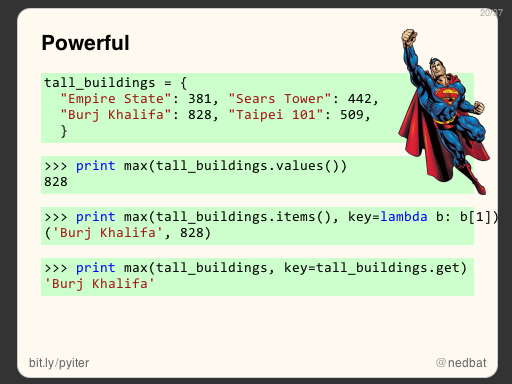 20/37
Powerful
tall_buildings = {
  "Empire State": 381, "Sears Tower": 442,
  "Burj Khalifa": 828, "Taipei 101": 509,
  }
>>> print max(tall_buildings.values())
828
>>> print max(tall_buildings.items(), key=lambda b: b[1])
('Burj Khalifa', 828)
>>> print max(tall_buildings, key=tall_buildings.get)
'Burj Khalifa'
bit.ly/pyiter
@nedbat